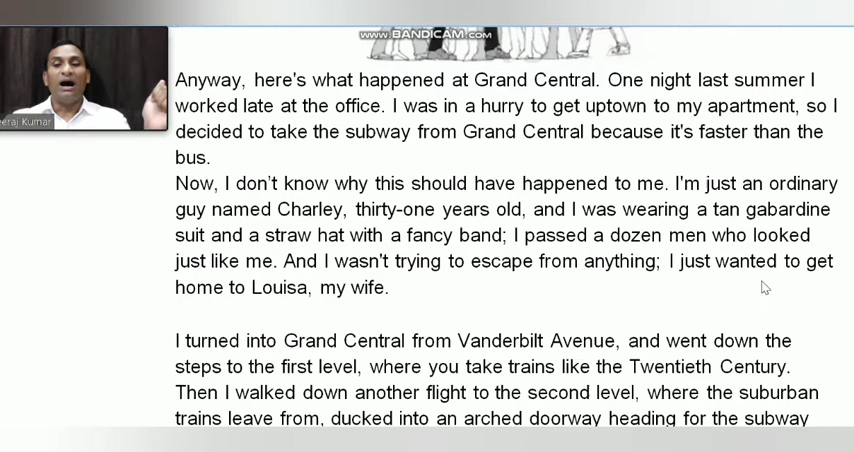 www.BANDICAM.com
Anyway, here's what happened at Grand Central. One night last summer I
worked late at the office. I was in a hurry to get uptown to my apartment, so I
decided to take the subway from Grand Central because it's faster than the
bus.
Now, I don’t know why this should have happened to me. I'm just an ordinary
guy named Charley, thirty-one years old, and I was wearing a tan gabardine
suit and a straw hat with a fancy band; I passed a dozen men who looked
just like me. And I wasn't trying to escape from anything; I just wanted to get
home to Louisa, my wife.
I turned into Grand Central from Vanderbilt Avenue, and went down the
steps to the first level, where you take trains like the Twentieth Century.
Then I walked down another flight to the second level, where the suburban
trains leave from, ducked into an arched doorway heading for the subway
eeraj Kumar